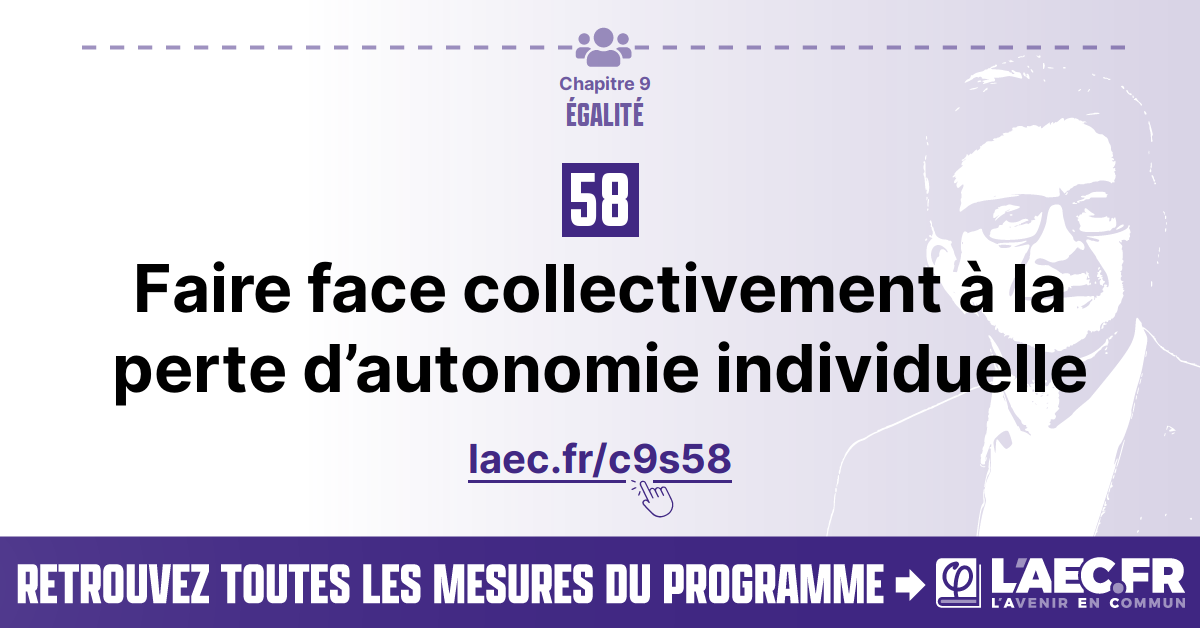 Chapitre 9
ÉGALITÉ
58
Faire face collectivement à la
perte d’autonomie individuelle
laec.fr/c9s58
RETROUVEZ TOUTES LES MESURES DU PROGRAMME
L'AEC.FR
L'AVENIR EN COMMUN